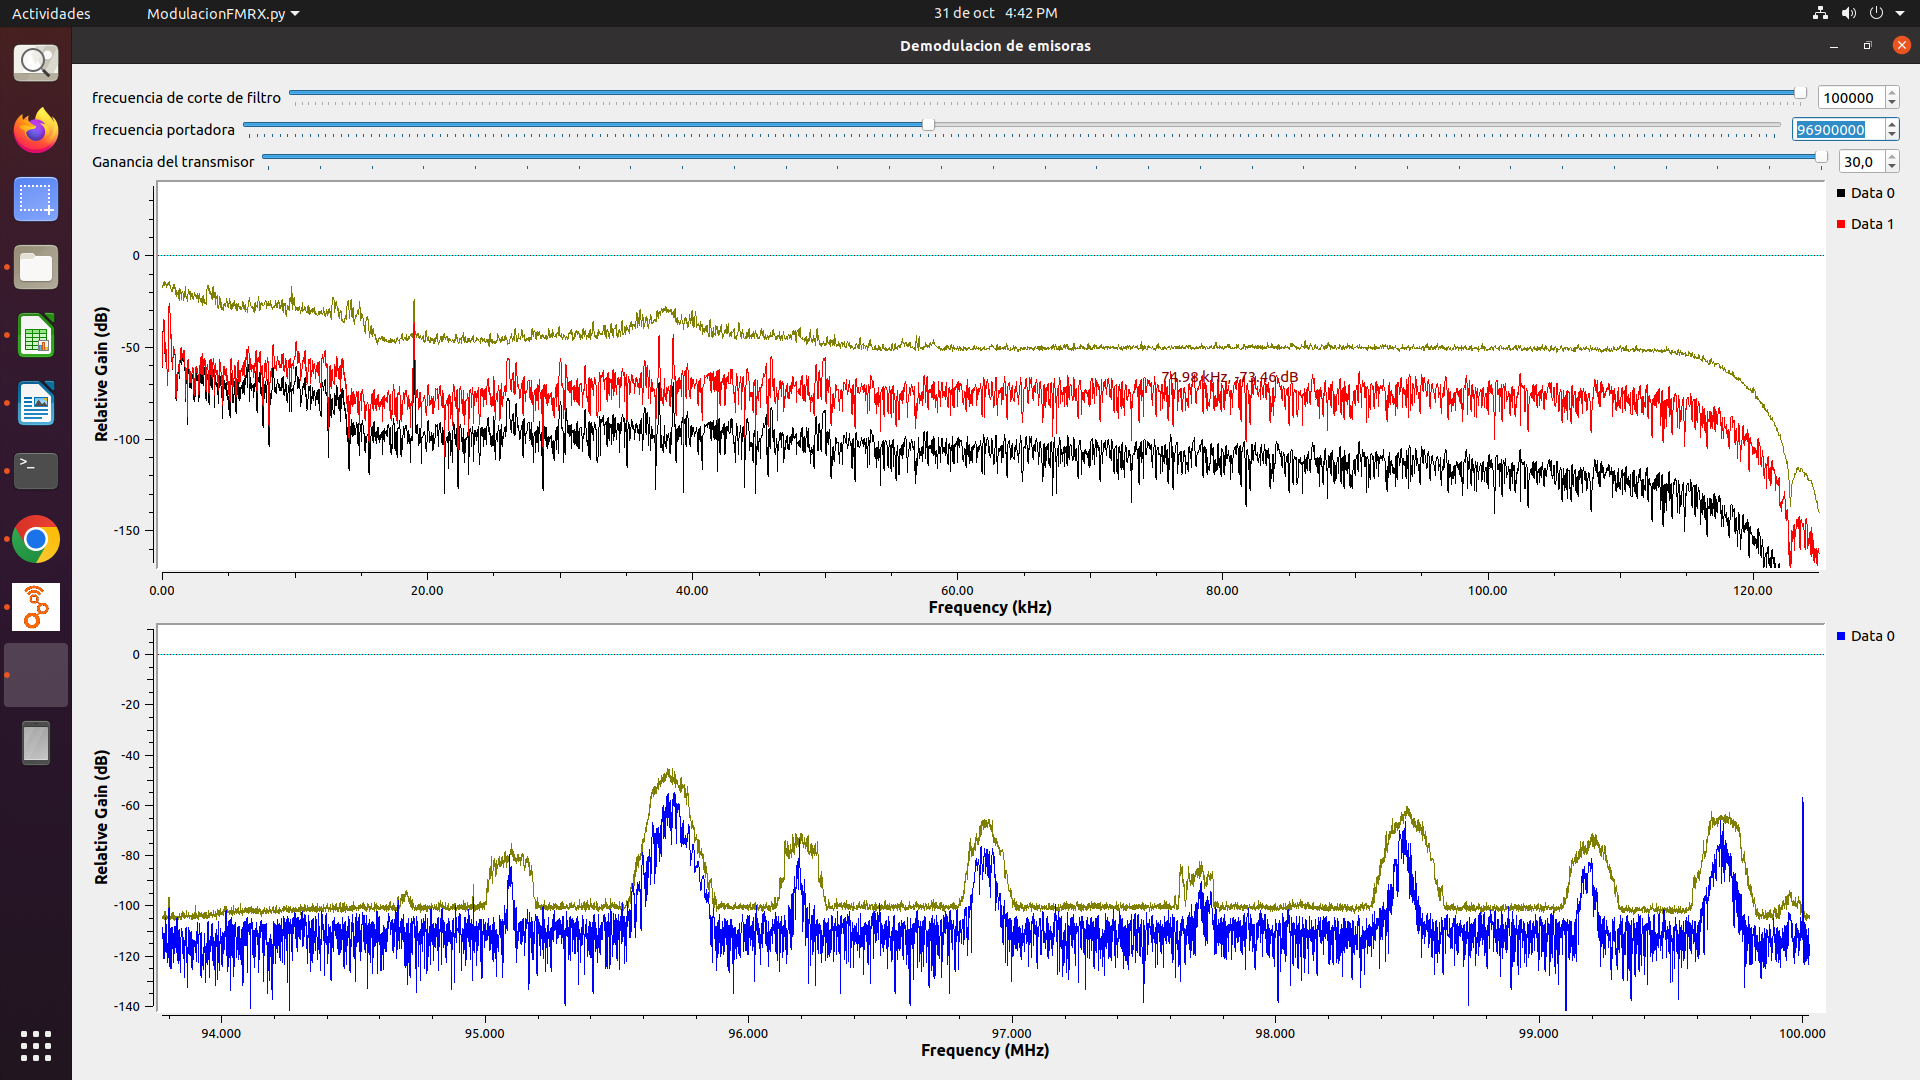 Actividades ModulacionFMRX.py 31 de oct 4:42 PM
Demodulacion de emisoras
frecuencia de corte de filtro 100000
frecuencia portadora 96900000
Ganancia del transmisor 30,0
Data 0
Data 1
Relative Gain (dB)
0
-50
-100
-150
74.98 kHz, -73.46 dB
0.00 20.00 40.00 60.00 80.00 100.00 120.00
Frequency (kHz)
Data 0
Relative Gain (dB)
0
-20
-40
-60
-80
-100
-120
-140
94.000 95.000 96.000 97.000 98.000 99.000 100.000
Frequency (MHz)